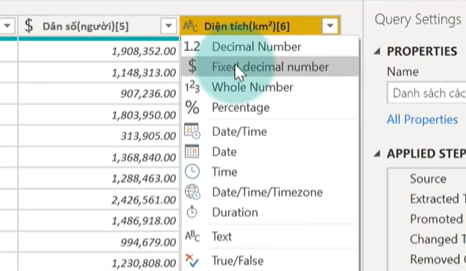 $ Dân số(người)[5]
ABC Diện tích(km²)[6]
1,908,352.00
1,148,313.00
907,236.00
1,803,950.00
313,905.00
1,368,840.00
1,288,463.00
2,426,561.00
1,486,918.00
994,679.00
1,230,808.00
1.2 Decimal Number
$ Fixed decimal number
123 Whole Number
% Percentage
Date/Time
Date
Time
Date/Time/Timezone
Duration
ABC Text
True/False
Query Settings
PROPERTIES
Name
Danh sách các
All Properties
APPLIED STEP
Source
Extracted T
Promoted
Changed T
Removed